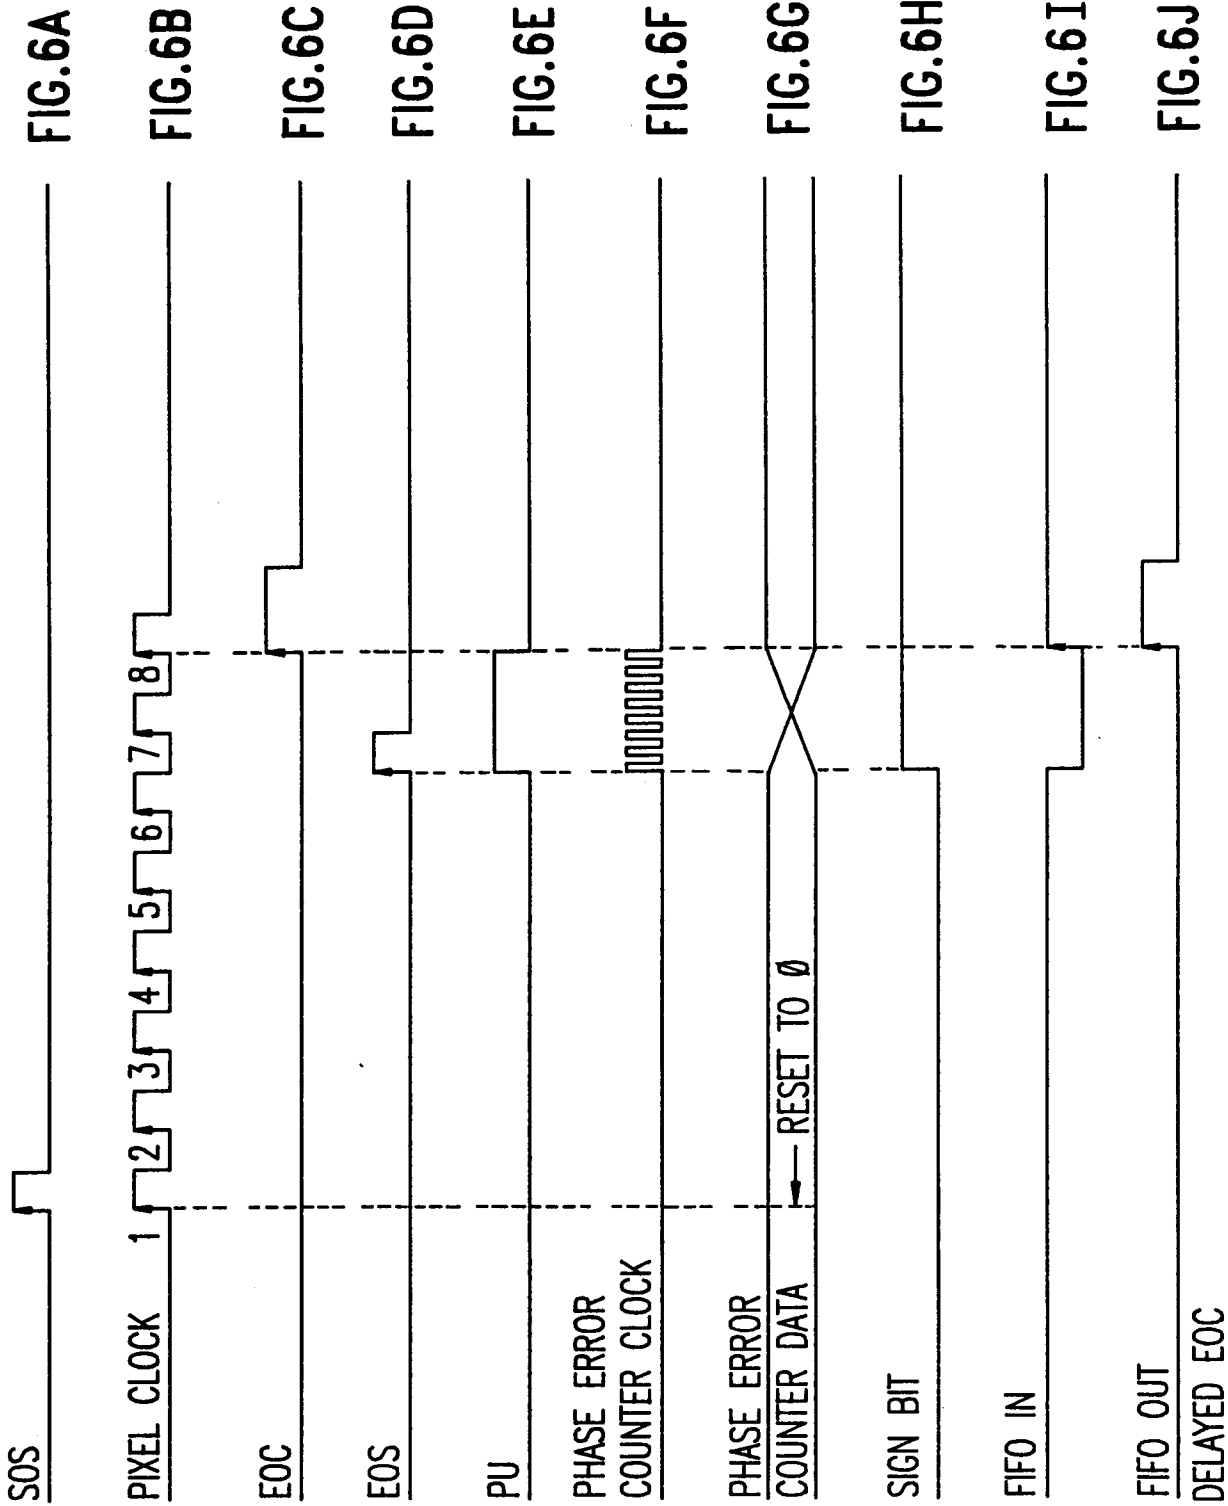 SOS
FIG.6A
PIXEL CLOCK
1 2 3 4 5 6 7 8
FIG.6B
EOC
FIG.6C
EOS
FIG.6D
PU
FIG.6E
PHASE ERROR
COUNTER CLOCK
FIG.6F
PHASE ERROR
COUNTER DATA
RESET TO Ø
FIG.6G
SIGN BIT
FIG.6H
FIFO IN
FIG.6I
FIFO OUT
DELAYED EOC
FIG.6J